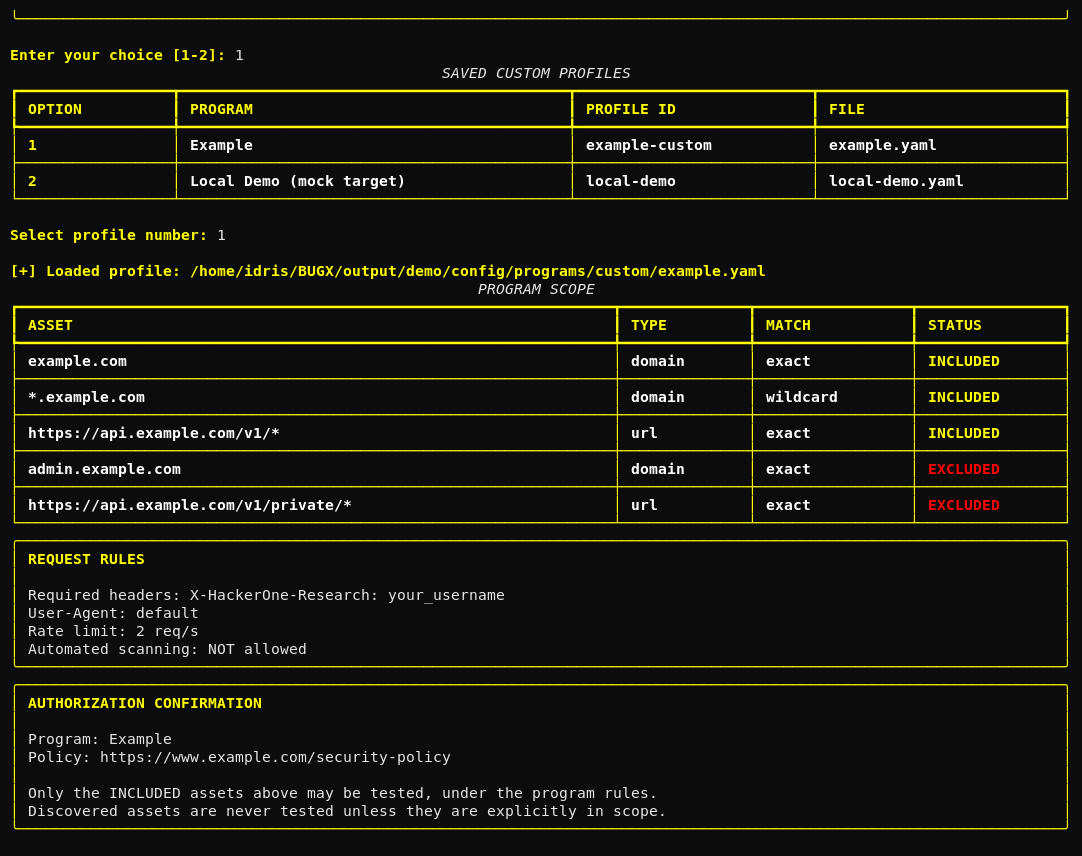 Enter your choice [1-2]: 1
SAVED CUSTOM PROFILES
OPTION PROGRAM PROFILE ID FILE
1 Example example-custom example.yaml
2 Local Demo (mock target) local-demo local-demo.yaml
Select profile number: 1
[+] Loaded profile: /home/idris/BUGX/output/demo/config/programs/custom/example.yaml
PROGRAM SCOPE
ASSET TYPE MATCH STATUS
example.com domain exact INCLUDED
*.example.com domain wildcard INCLUDED
https://api.example.com/v1/* url exact INCLUDED
admin.example.com domain exact EXCLUDED
https://api.example.com/v1/private/* url exact EXCLUDED
REQUEST RULES
Required headers: X-HackerOne-Research: your_username
User-Agent: default
Rate limit: 2 req/s
Automated scanning: NOT allowed
AUTHORIZATION CONFIRMATION
Program: Example
Policy: https://www.example.com/security-policy
Only the INCLUDED assets above may be tested, under the program rules.
Discovered assets are never tested unless they are explicitly in scope.